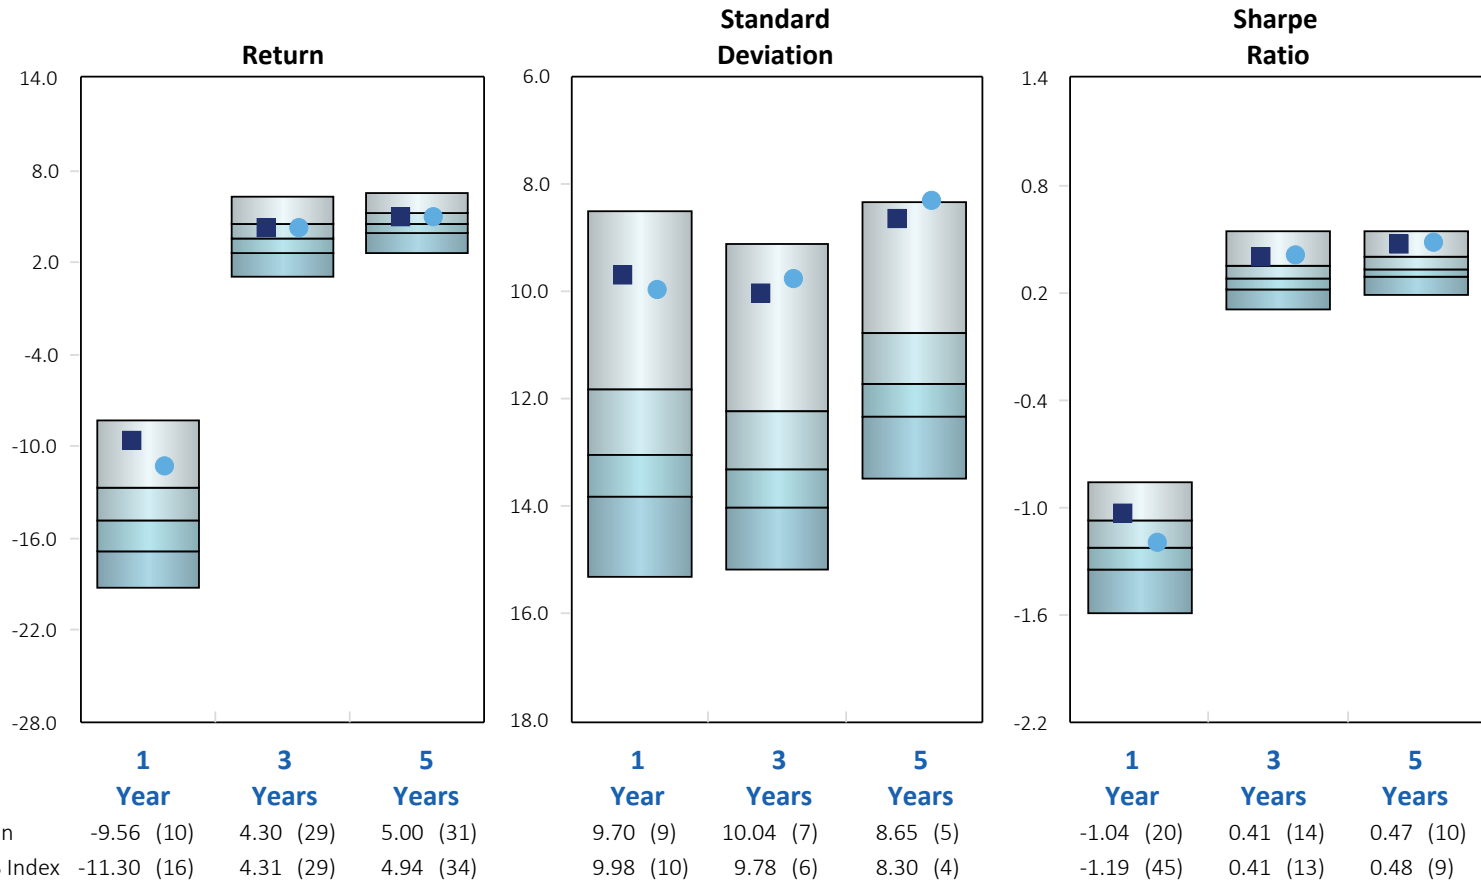 Return
Standard
Deviation
Sharpe
Ratio
14.0
8.0
2.0
-4.0
-10.0
-16.0
-22.0
-28.0
6.0
8.0
10.0
12.0
14.0
16.0
18.0
1.4
0.8
0.2
-0.4
-1.0
-1.6
-2.2
1 Year 3 Years 5 Years
1 Year 3 Years 5 Years
1 Year 3 Years 5 Years
-9.56 (10) 4.30 (29) 5.00 (31) 9.70 (9) 10.04 (7) 8.65 (5) -1.04 (20) 0.41 (14) 0.47 (10)
Index -11.30 (16) 4.31 (29) 4.94 (34) 9.98 (10) 9.78 (6) 8.30 (4) -1.19 (45) 0.41 (13) 0.48 (9)